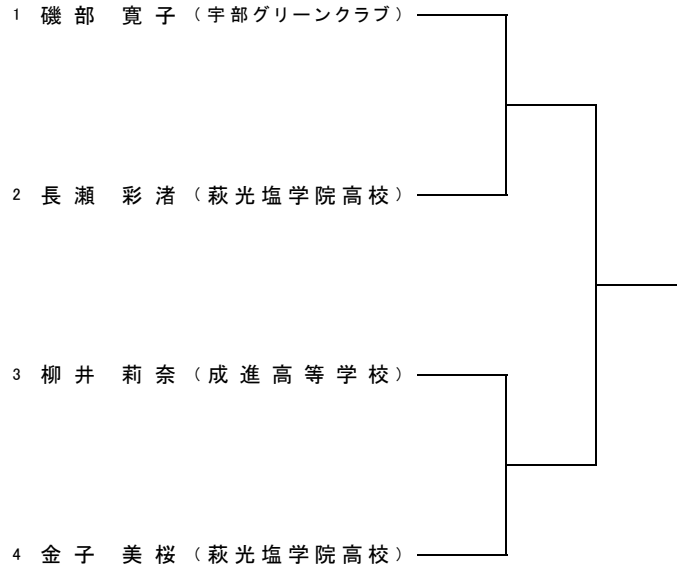 1 磯部 寛子（宇部グリーンクラブ）
2 長瀬 彩渚（萩光塩学院高校）
3 柳井 莉奈（成進高等学校）
4 金子 美桜（萩光塩学院高校）